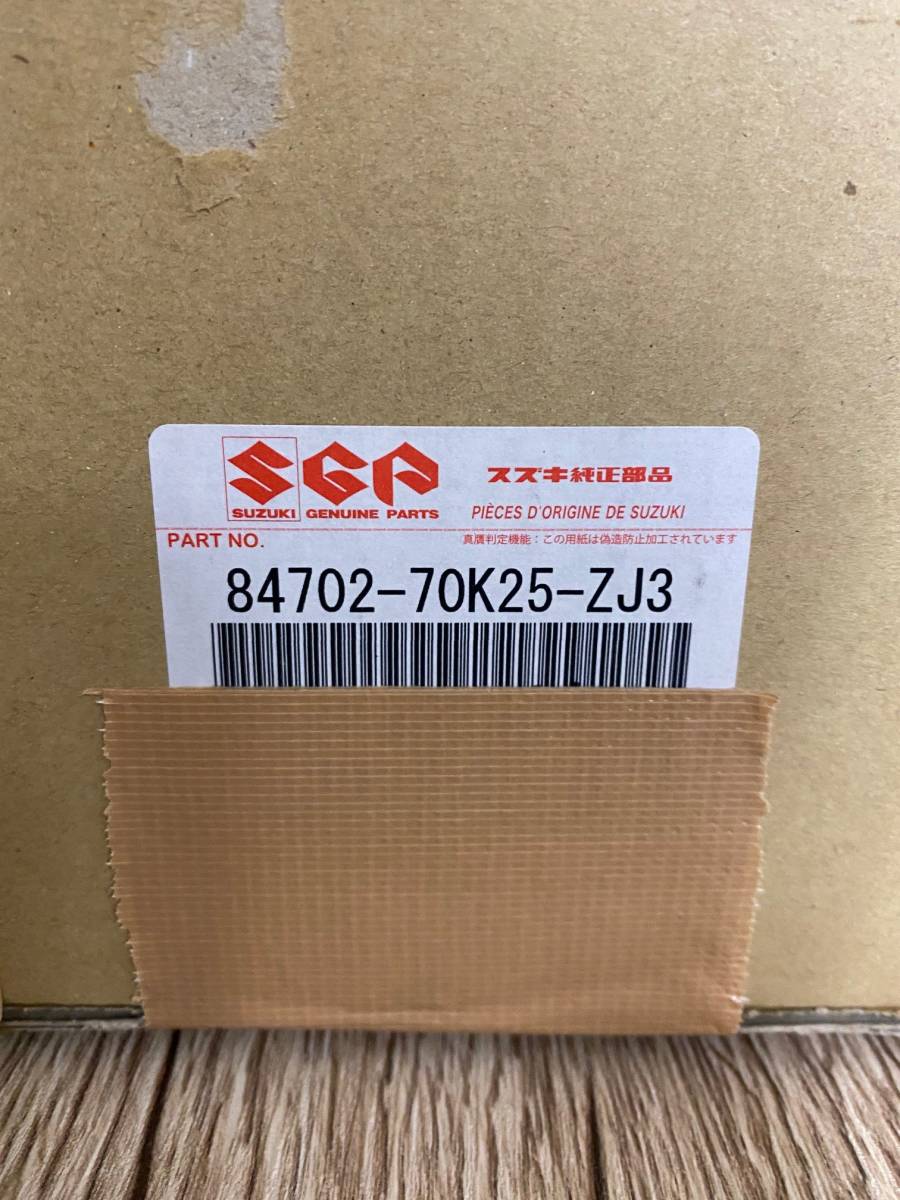 SGP
スズキ純正部品
SUZUKI GENUINE PARTS
PIÈCES D'ORIGINE DE SUZUKI
PART NO.
真贋判定機能：この用紙は偽造防止加工されています
84702-70K25-ZJ3